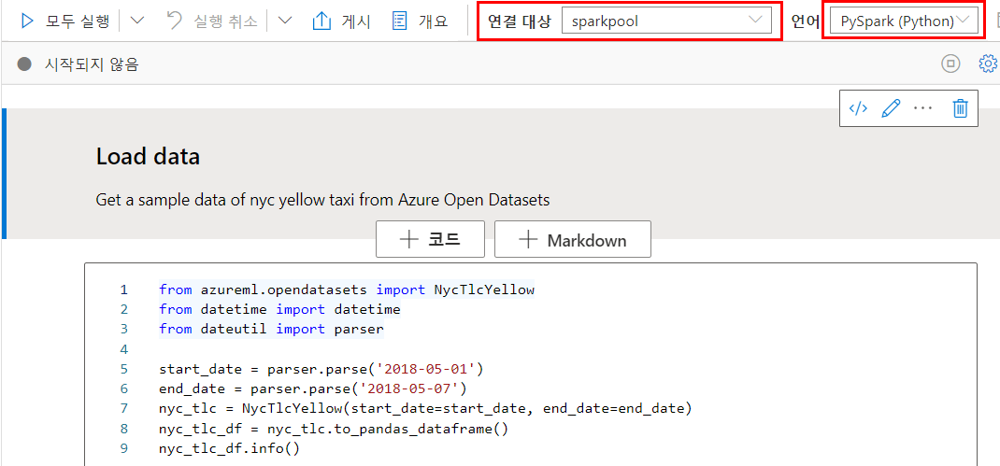 모두 실행 실행 취소 게시 개요 연결 대상 sparkpool 언어 PySpark (Python)
시작되지 않음
Load data
Get a sample data of nyc yellow taxi from Azure Open Datasets
코드 Markdown
1 from azureml.opendatasets import NycTlcYellow
2 from datetime import datetime
3 from dateutil import parser
4
5 start_date = parser.parse('2018-05-01')
6 end_date = parser.parse('2018-05-07')
7 nyc_tlc = NycTlcYellow(start_date=start_date, end_date=end_date)
8 nyc_tlc_df = nyc_tlc.to_pandas_dataframe()
9 nyc_tlc_df.info()